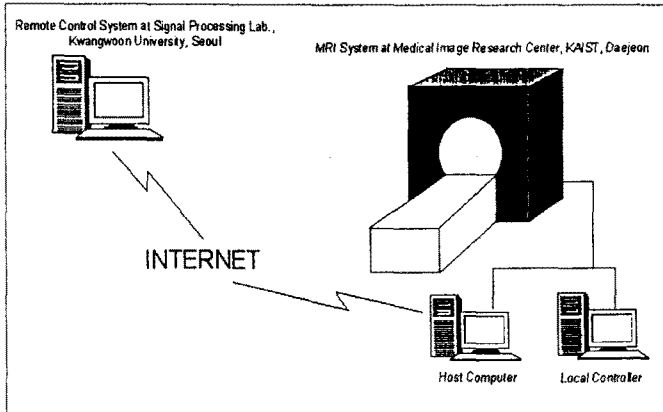 Remote Control System at Signal Processing Lab.,
Kwangwoon University, Seoul
MRI System at Medical Image Research Center, KAIST, Daejeon
INTERNET
Host Computer
Local Controller